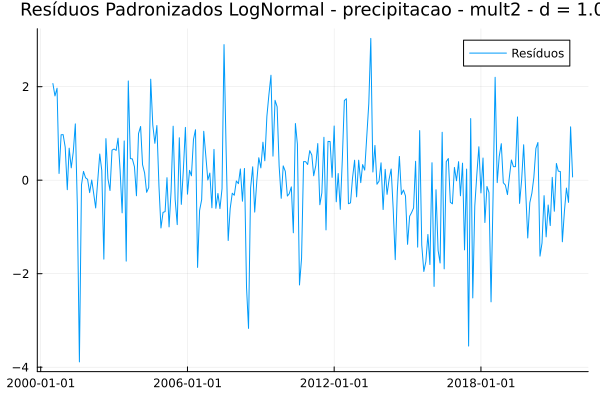 Resíduos Padronizados LogNormal - precipitacao - mult2 - d = 1.0
Resíduos
2
0
−2
−4
2000-01-01 2006-01-01 2012-01-01 2018-01-01